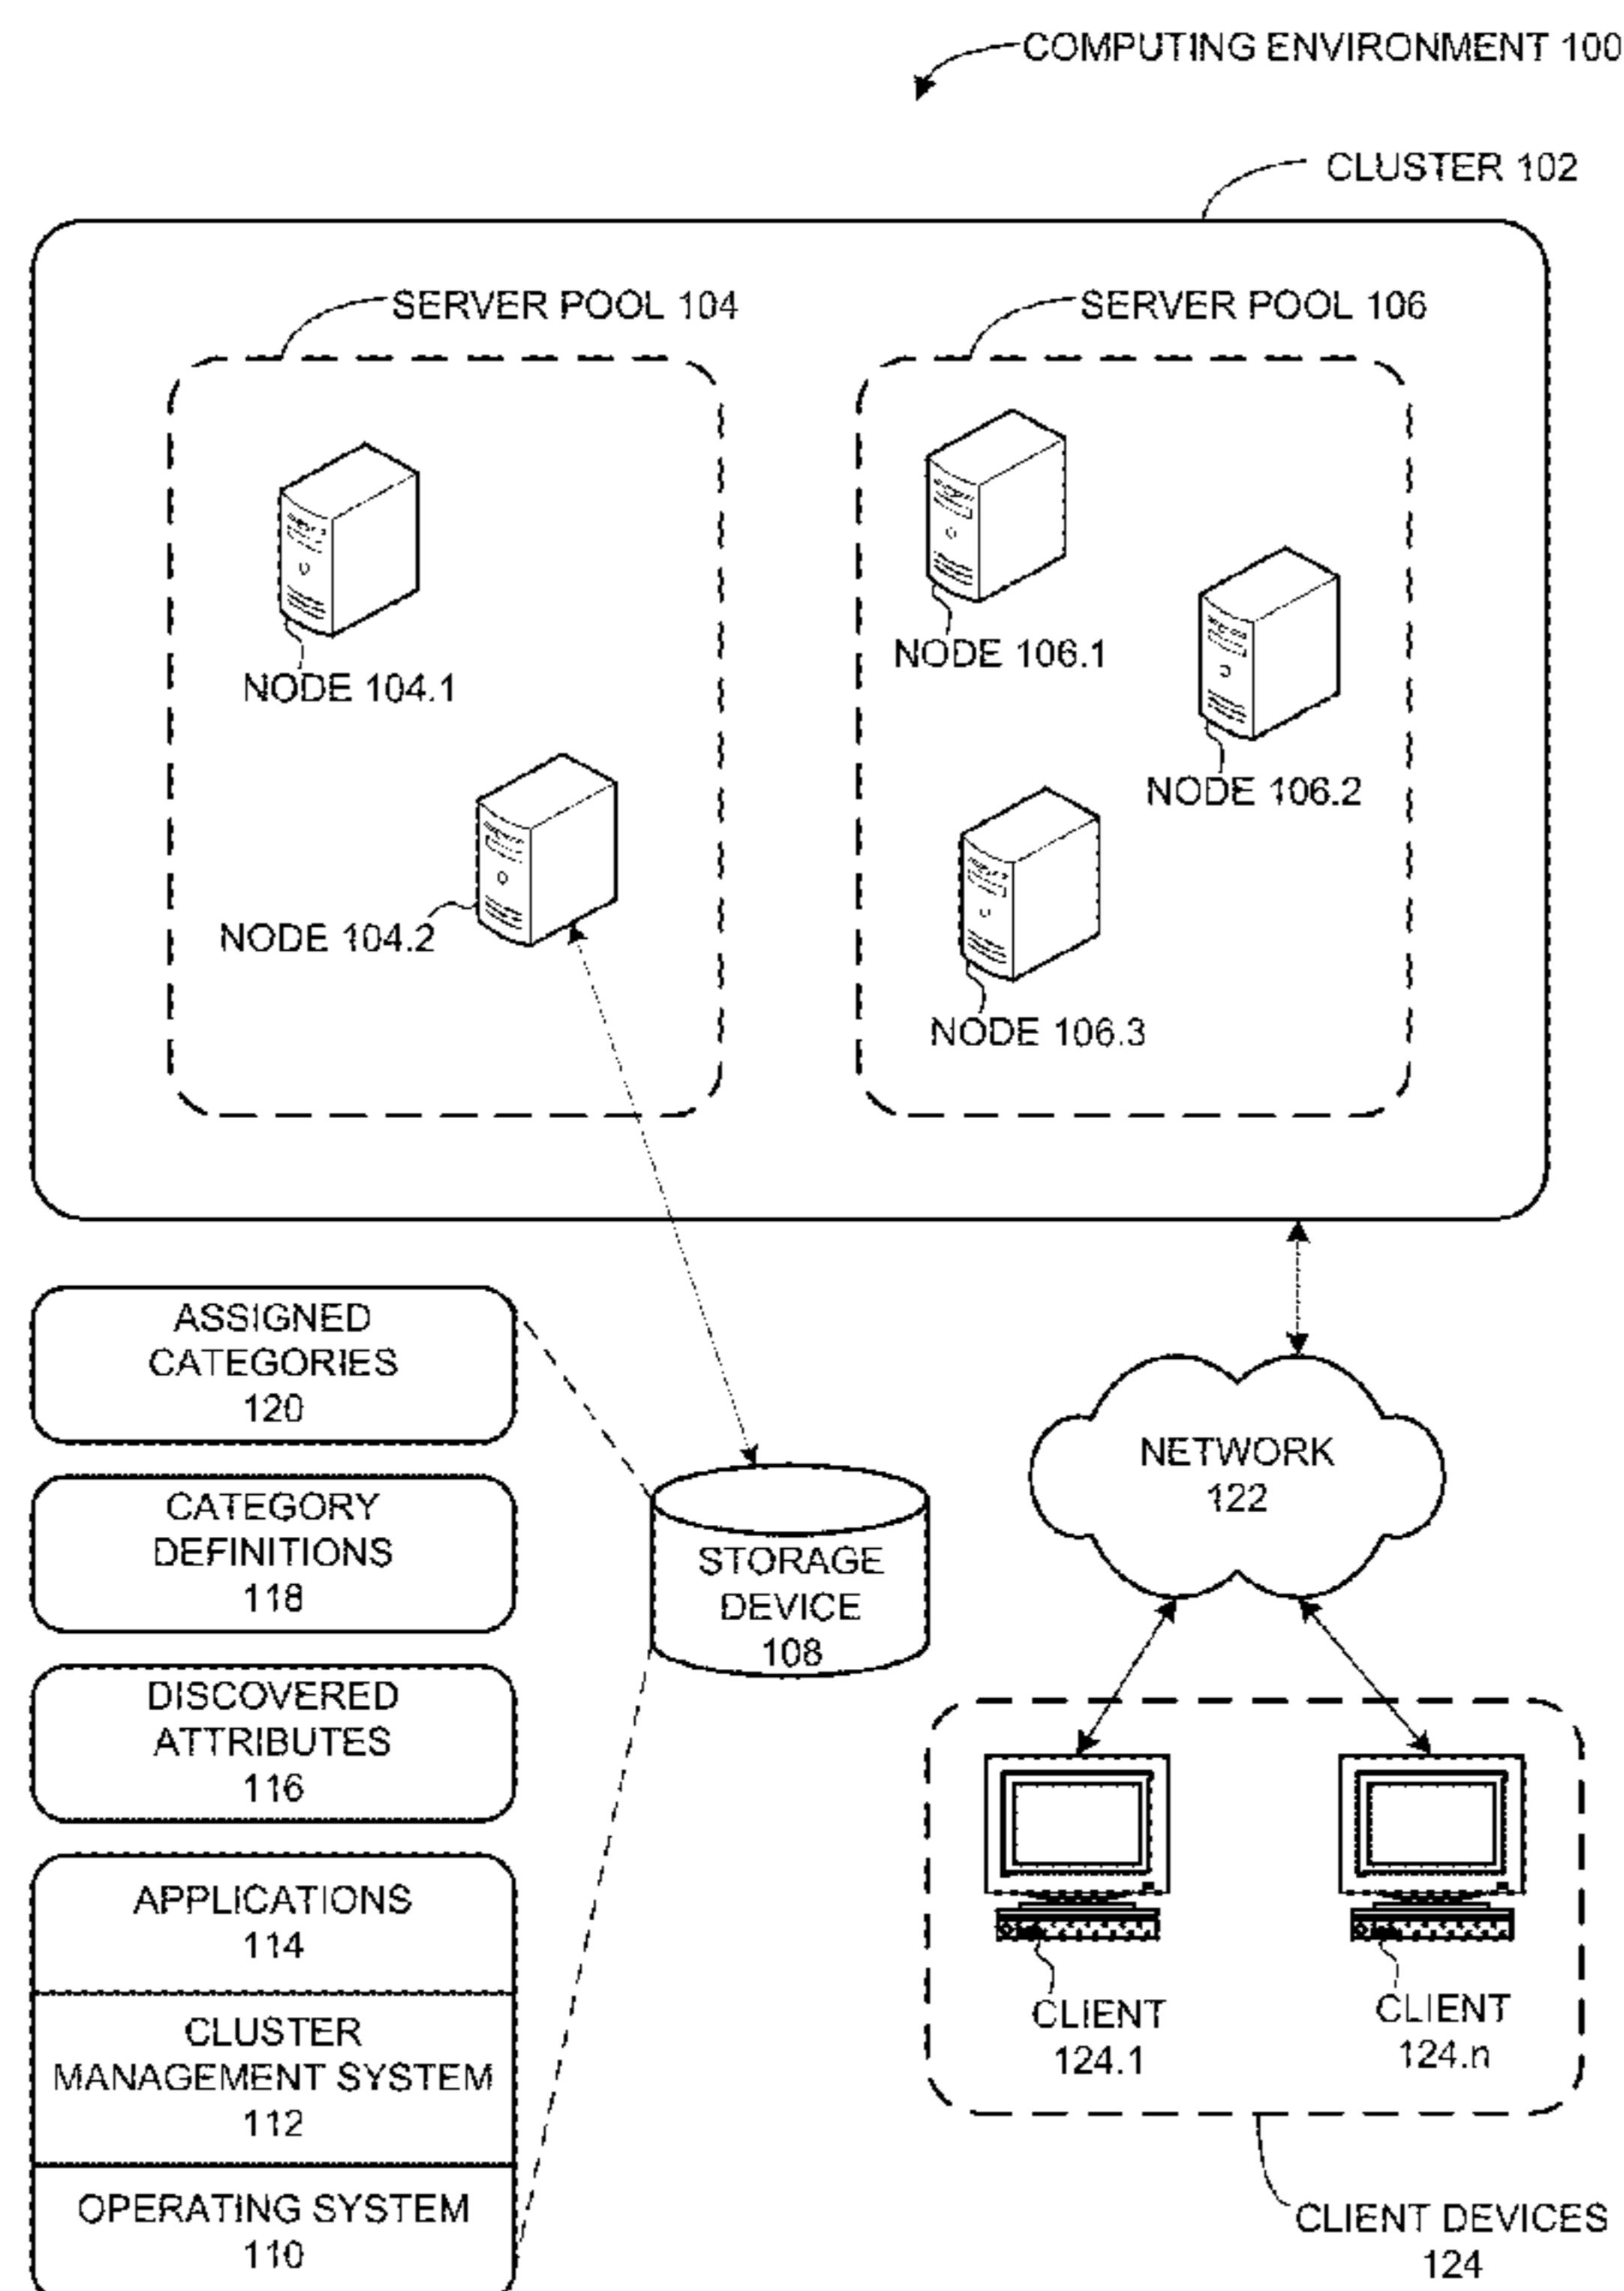 COMPUTING ENVIRONMENT 100
CLUSTER 102
SERVER POOL 104
SERVER POOL 106
NODE 104.1
NODE 106.1
NODE 106.2
NODE 104.2
NODE 106.3
ASSIGNED
CATEGORIES
120
CATEGORY
DEFINITIONS
118
DISCOVERED
ATTRIBUTES
116
APPLICATIONS
114
CLUSTER
MANAGEMENT SYSTEM
112
OPERATING SYSTEM
110
STORAGE
DEVICE
108
NETWORK
122
CLIENT
124.1
CLIENT
124.n
CLIENT DEVICES
124